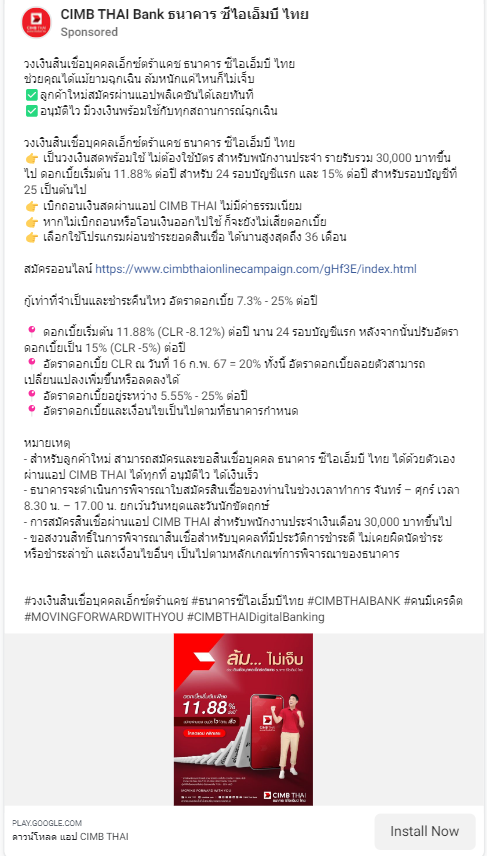 CIMB THAI Bank ธนาคาร ซีไอเอ็มบี ไทย
Sponsored
วงเงินสินเชื่อบุคคลเอ็กซ์ตร้าแคช ธนาคาร ซีไอเอ็มบี ไทย
ช่วยคุณได้แม้ยามฉุกเฉิน ล้มหนักแค่ไหนก็ไม่เจ็บ
✅ลูกค้าใหม่สมัครผ่านแอปพลิเคชันได้เลยทันที
✅อนุมัติไว มีวงเงินพร้อมใช้กับทุกสถานการณ์ฉุกเฉิน
วงเงินสินเชื่อบุคคลเอ็กซ์ตร้าแคช ธนาคาร ซีไอเอ็มบี ไทย
👉 เป็นวงเงินสดพร้อมใช้ ไม่ต้องใช้บัตร สำหรับพนักงานประจำ รายรับรวม 30,000 บาทขึ้น
ไป ดอกเบี้ยเริ่มต้น 11.88% ต่อปี สำหรับ 24 รอบบัญชีแรก และ 15% ต่อปี สำหรับรอบบัญชีที่
25 เป็นต้นไป
👉 เบิกถอนเงินสดผ่านแอป CIMB THAI ไม่มีค่าธรรมเนียม
👉 หากไม่เบิกถอนหรือโอนเงินออกไปใช้ ก็จะยังไม่เสียดอกเบี้ย
👉 เลือกใช้โปรแกรมผ่อนชำระยอดสินเชื่อ ได้นานสูงสุดถึง 36 เดือน
สมัครออนไลน์ https://www.cimbthaionlinecampaign.com/gHf3E/index.html
กู้เท่าที่จำเป็นและชำระคืนไหว อัตราดอกเบี้ย 7.3% - 25% ต่อปี
📍 ดอกเบี้ยเริ่มต้น 11.88% (CLR -8.12%) ต่อปี นาน 24 รอบบัญชีแรก หลังจากนั้นปรับอัตรา
ดอกเบี้ยเป็น 15% (CLR -5%) ต่อปี
📍 อัตราดอกเบี้ย CLR ณ วันที่ 16 ก.พ. 67 = 20% ทั้งนี้ อัตราดอกเบี้ยลอยตัวสามารถ
เปลี่ยนแปลงเพิ่มขึ้นหรือลดลงได้
📍 อัตราดอกเบี้ยอยู่ระหว่าง 5.55% - 25% ต่อปี
📍 อัตราดอกเบี้ยและเงื่อนไขเป็นไปตามที่ธนาคารกำหนด
หมายเหตุ
- สำหรับลูกค้าใหม่ สามารถสมัครและขอสินเชื่อบุคคล ธนาคาร ซีไอเอ็มบี ไทย ได้ด้วยตัวเอง
ผ่านแอป CIMB THAI ได้ทุกที่ อนุมัติไว ได้เงินเร็ว
- ธนาคารจะดำเนินการพิจารณาใบสมัครสินเชื่อของท่านในช่วงเวลาทำการ จันทร์ – ศุกร์ เวลา
8.30 น. – 17.00 น. ยกเว้นวันหยุดและวันนักขัตฤกษ์
- การสมัครสินเชื่อผ่านแอป CIMB THAI สำหรับพนักงานประจำเงินเดือน 30,000 บาทขึ้นไป
- ขอสงวนสิทธิ์ในการพิจารณาสินเชื่อสำหรับบุคคลที่มีประวัติการชำระดี ไม่เคยผิดนัดชำระ
หรือชำระล่าช้า และเงื่อนไขอื่นๆ เป็นไปตามหลักเกณฑ์การพิจารณาของธนาคาร
#วงเงินสินเชื่อบุคคลเอ็กซ์ตร้าแคช #ธนาคารซีไอเอ็มบีไทย #CIMBTHAIBANK #คนมีเครดิต
#MOVINGFORWARDWITHYOU #CIMBTHAIDigitalBanking
ล้ม... ไม่เจ็บ
11.88%
CIMB THAI
PLAY.GOOGLE.COM
ดาวน์โหลด แอป CIMB THAI
Install Now